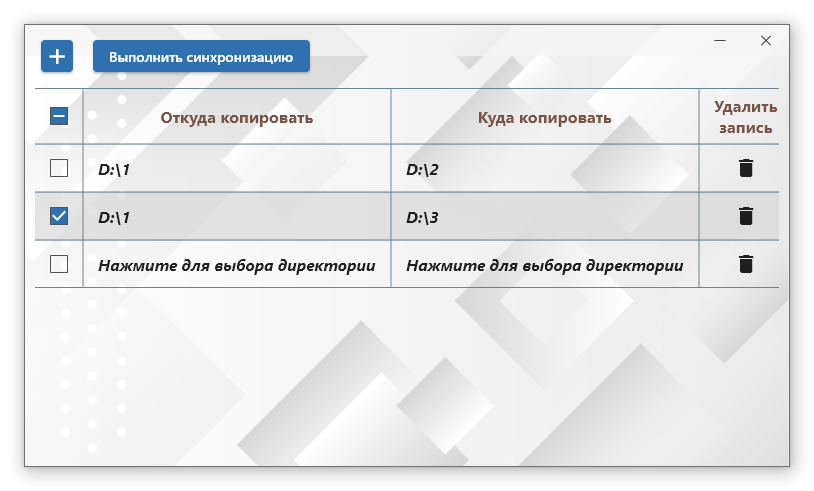 Выполнить синхронизацию
Откуда копировать
Куда копировать
Удалить
запись
D:\1
D:\2
D:\1
D:\3
Нажмите для выбора директории
Нажмите для выбора директории